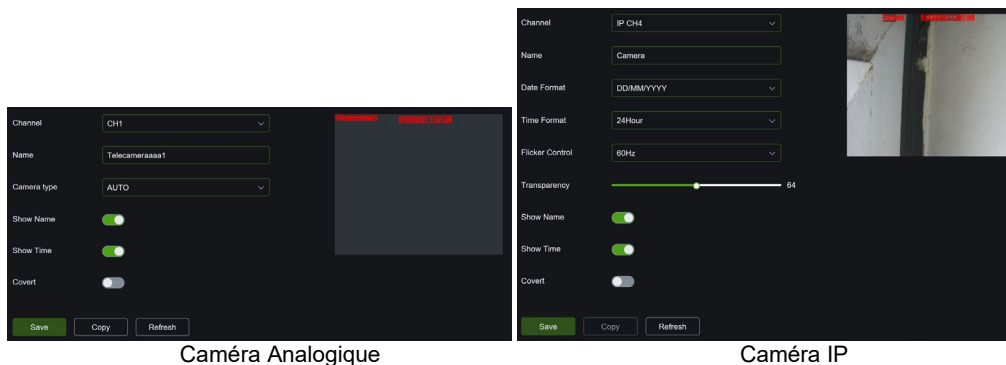 Channel CH1
Name Telecameraaaa1
Camera type AUTO
Show Name
Show Time
Covert
Save Copy Refresh
Caméra Analogique
Channel IP CH4
Name Camera
Date Format DD/MM/YYYY
Time Format 24Hour
Flicker Control 60Hz
Transparency 64
Show Name
Show Time
Covert
Save Copy Refresh
Caméra IP